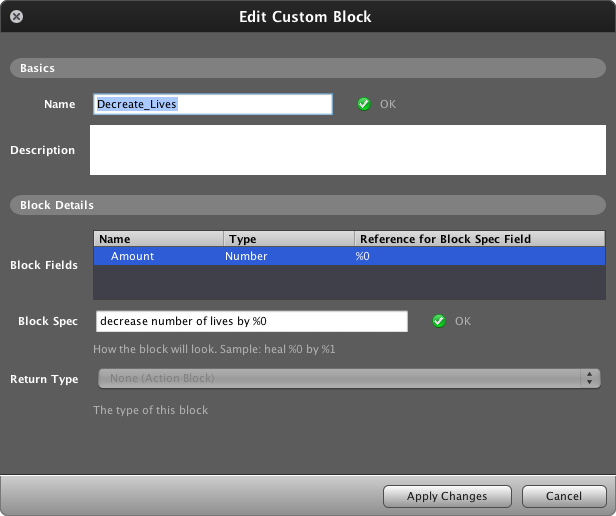 Edit Custom Block
Basics
Name Decreate_Lives OK
Description
Block Details
Name Type Reference for Block Spec Field
Block Fields
Amount Number %0
Block Spec decrease number of lives by %0 OK
How the block will look. Sample: heal %0 by %1
Return Type None (Action Block)
The type of this block
Apply Changes Cancel